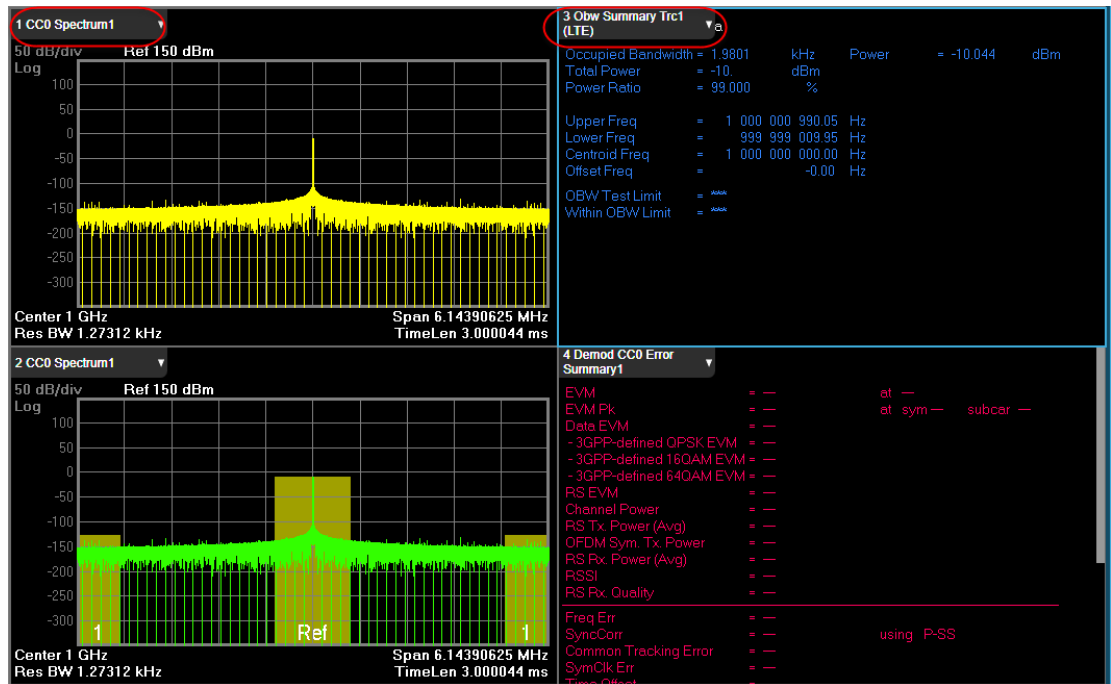 1 CC0 Spectrum1
50 dB/div Ref 150 dBm
Log
100
50
0
-50
-100
-150
-200
-250
-300
Center 1 GHz Span 6.14390625 MHz
Res BW 1.27312 kHz TimeLen 3.000044 ms
3 Obw Summary Trc1
(LTE) a
Occupied Bandwidth = 1.9801 kHz Power = -10.044 dBm
Total Power = -10. dBm
Power Ratio = 99.000 %
Upper Freq = 1 000 000 990.05 Hz
Lower Freq = 999 999 009.95 Hz
Centroid Freq = 1 000 000 000.00 Hz
Offset Freq = -0.00 Hz
OBW Test Limit = ***
Within OBW Limit = ***
2 CC0 Spectrum1
50 dB/div Ref 150 dBm
Log
100
50
0
-50
-100
-150
-200
-250
-300
1 Ref 1
Center 1 GHz Span 6.14390625 MHz
Res BW 1.27312 kHz TimeLen 3.000044 ms
4 Demod CC0 Error
Summary1
EVM = — at —
EVM Pk = — at sym — subcar —
Data EVM = —
- 3GPP-defined QPSK EVM = —
- 3GPP-defined 16QAM EVM = —
- 3GPP-defined 64QAM EVM = —
RS EVM = —
Channel Power = —
RS Tx. Power (Avg) = —
OFDM Sym. Tx. Power = —
RS Rx. Power (Avg) = —
RSSI = —
RS Rx. Quality = —
Freq Err = —
SyncCorr = — using P-SS
Common Tracking Error = —
SymClk Err = —
Time Offset = —